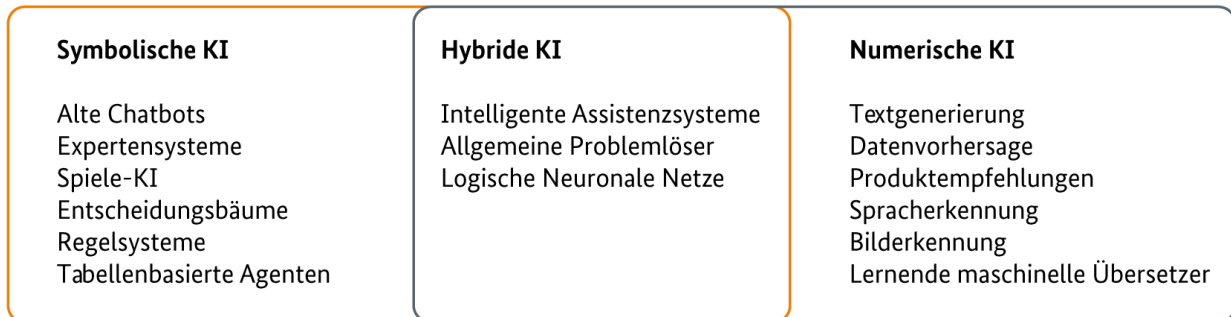 Symbolische KI
Alte Chatbots
Expertensysteme
Spiele-KI
Entscheidungsbäume
Regelsysteme
Tabellenbasierte Agenten
Hybride KI
Intelligente Assistenzsysteme
Allgemeine Problemlöser
Logische Neuronale Netze
Numerische KI
Textgenerierung
Datenvorhersage
Produktempfehlungen
Spracherkennung
Bilderkennung
Lernende maschinelle Übersetzer